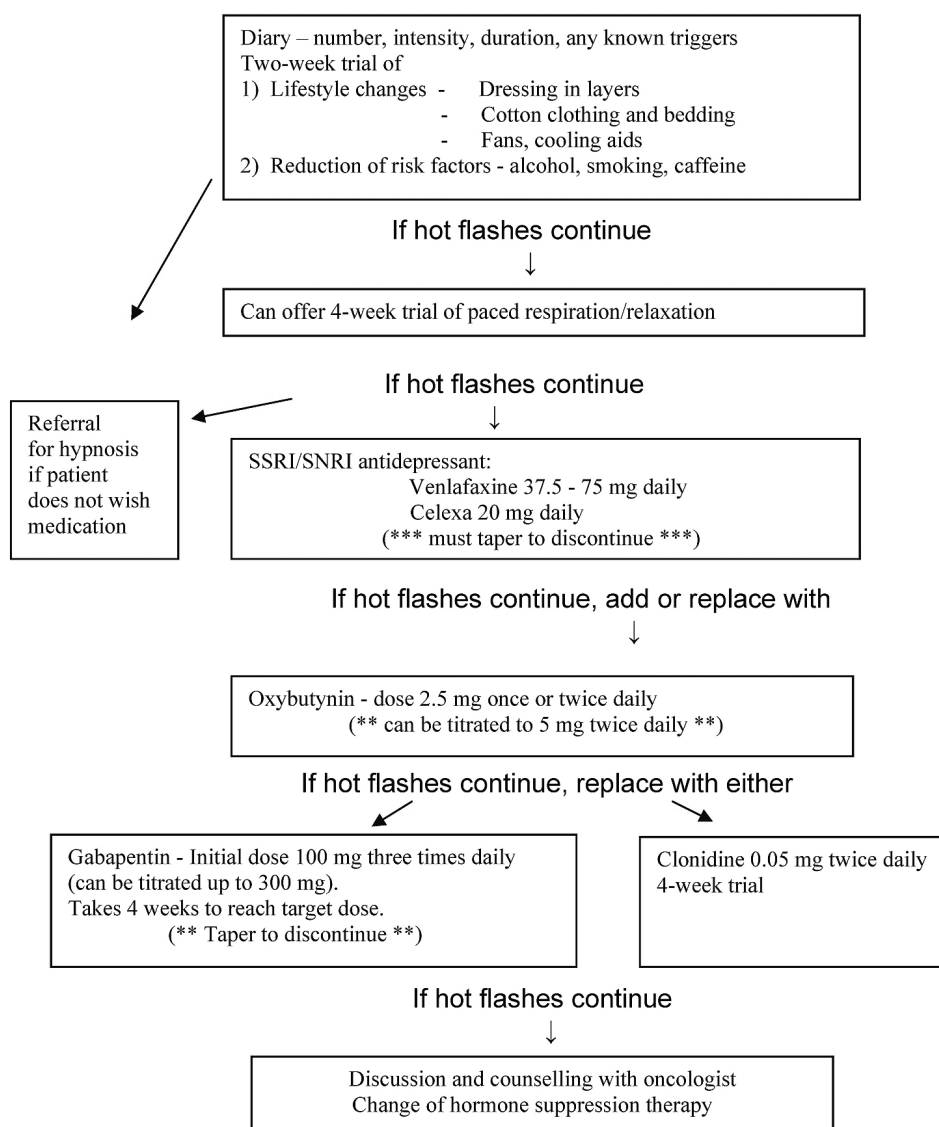 Diary – number, intensity, duration, any known triggers
Two-week trial of
1) Lifestyle changes - Dressing in layers
- Cotton clothing and bedding
- Fans, cooling aids
2) Reduction of risk factors - alcohol, smoking, caffeine
If hot flashes continue
↓
Can offer 4-week trial of paced respiration/relaxation
If hot flashes continue
↓
Referral
for hypnosis
if patient
does not wish
medication
SSRI/SNRI antidepressant:
Venlafaxine 37.5 - 75 mg daily
Celexa 20 mg daily
(*** must taper to discontinue ***)
If hot flashes continue, add or replace with
↓
Oxybutynin - dose 2.5 mg once or twice daily
(** can be titrated to 5 mg twice daily **)
If hot flashes continue, replace with either
Gabapentin - Initial dose 100 mg three times daily
(can be titrated up to 300 mg).
Takes 4 weeks to reach target dose.
(** Taper to discontinue **)
Clonidine 0.05 mg twice daily
4-week trial
If hot flashes continue
↓
Discussion and counselling with oncologist
Change of hormone suppression therapy